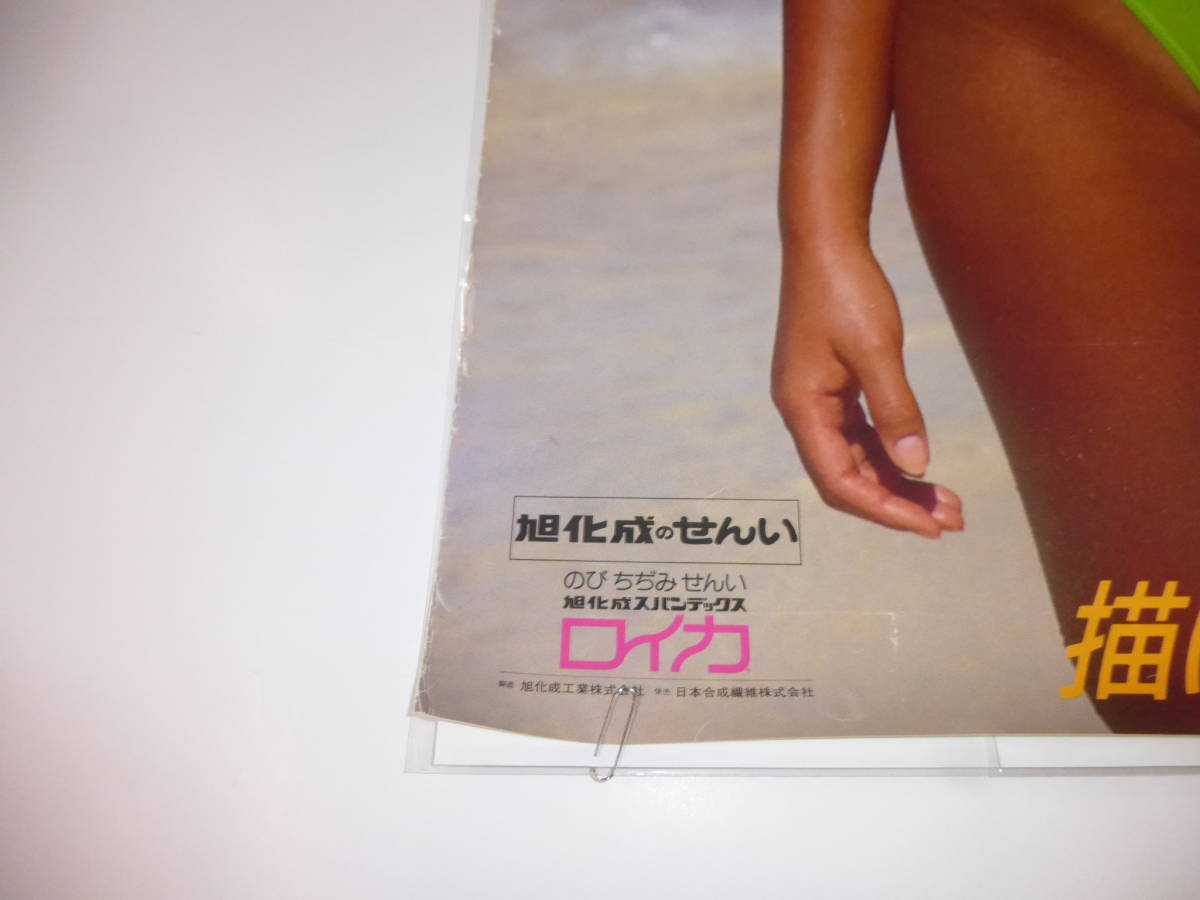 旭化成のせんい
のび ちぢみ せんい
旭化成スパンデックス
ロイカ
製造 旭化成工業株式会社 発売 日本合成繊維株式会社
描